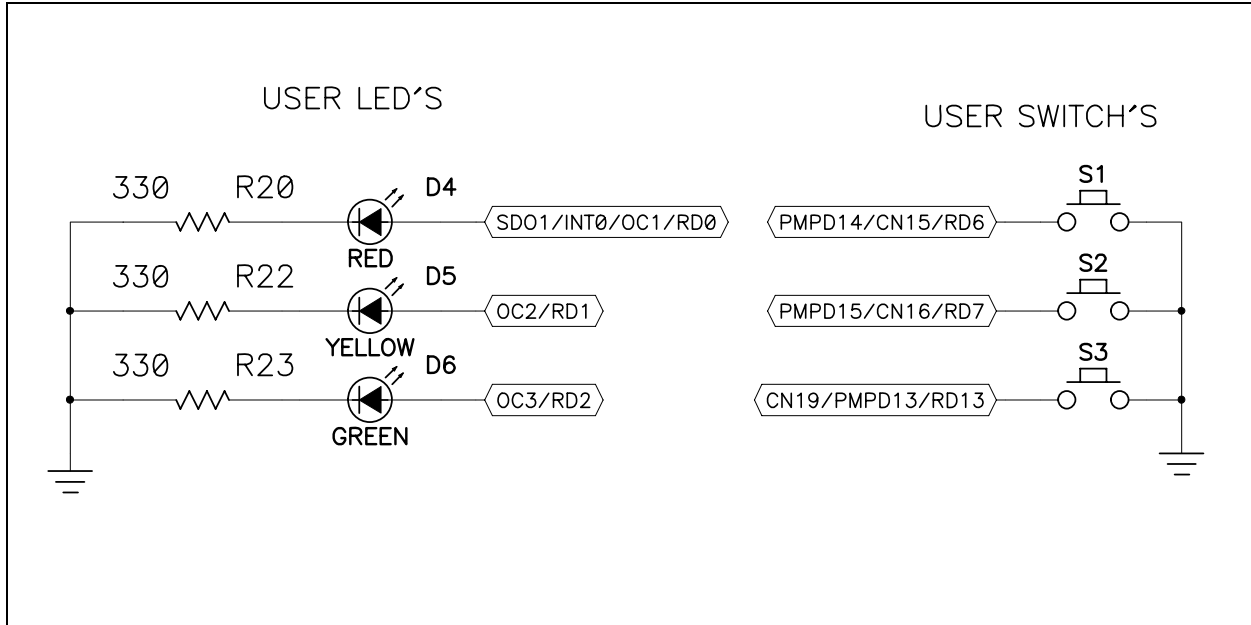 USER LED'S
330 R20 D4
SDO1/INT0/OC1/RD0
RED
330 R22 D5
OC2/RD1
YELLOW
330 R23 D6
OC3/RD2
GREEN
USER SWITCH'S
S1
PMPD14/CN15/RD6
S2
PMPD15/CN16/RD7
S3
CN19/PMPD13/RD13